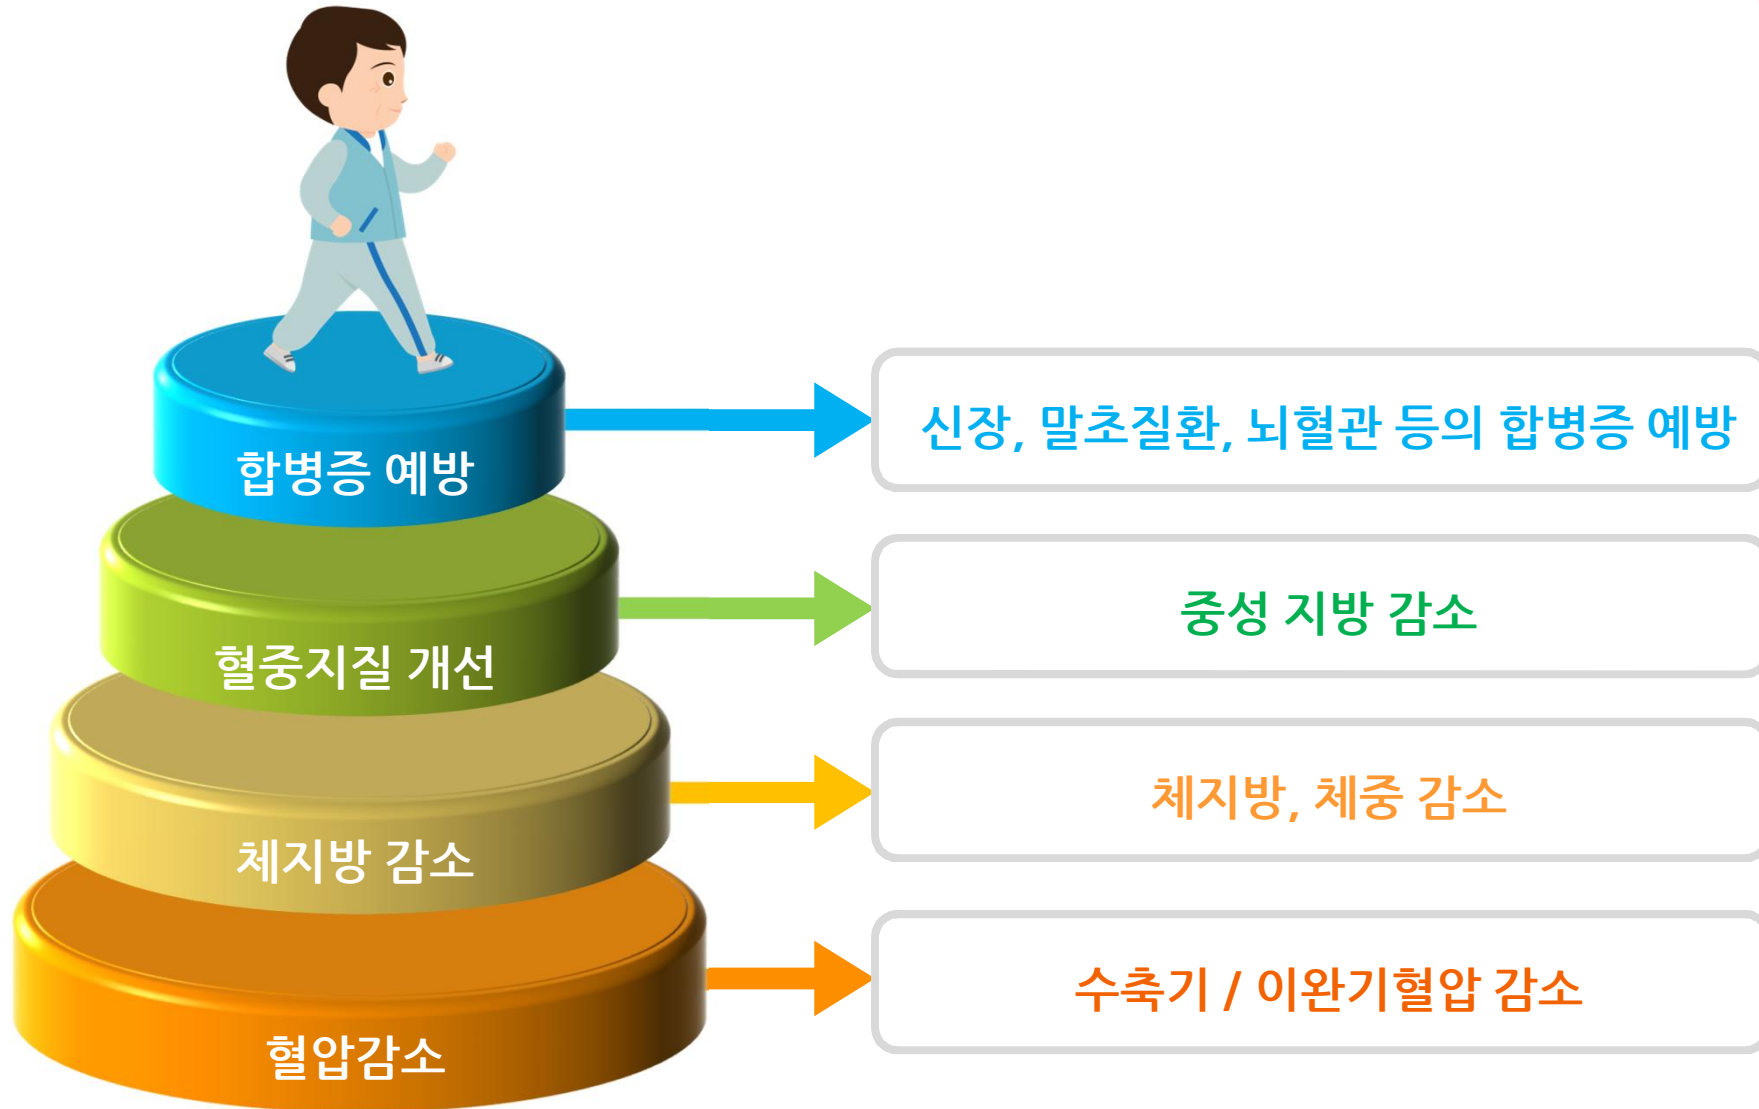 합병증 예방
신장, 말초질환, 뇌혈관 등의 합병증 예방
혈중지질 개선
중성 지방 감소
체지방 감소
체지방, 체중 감소
혈압감소
수축기 / 이완기혈압 감소